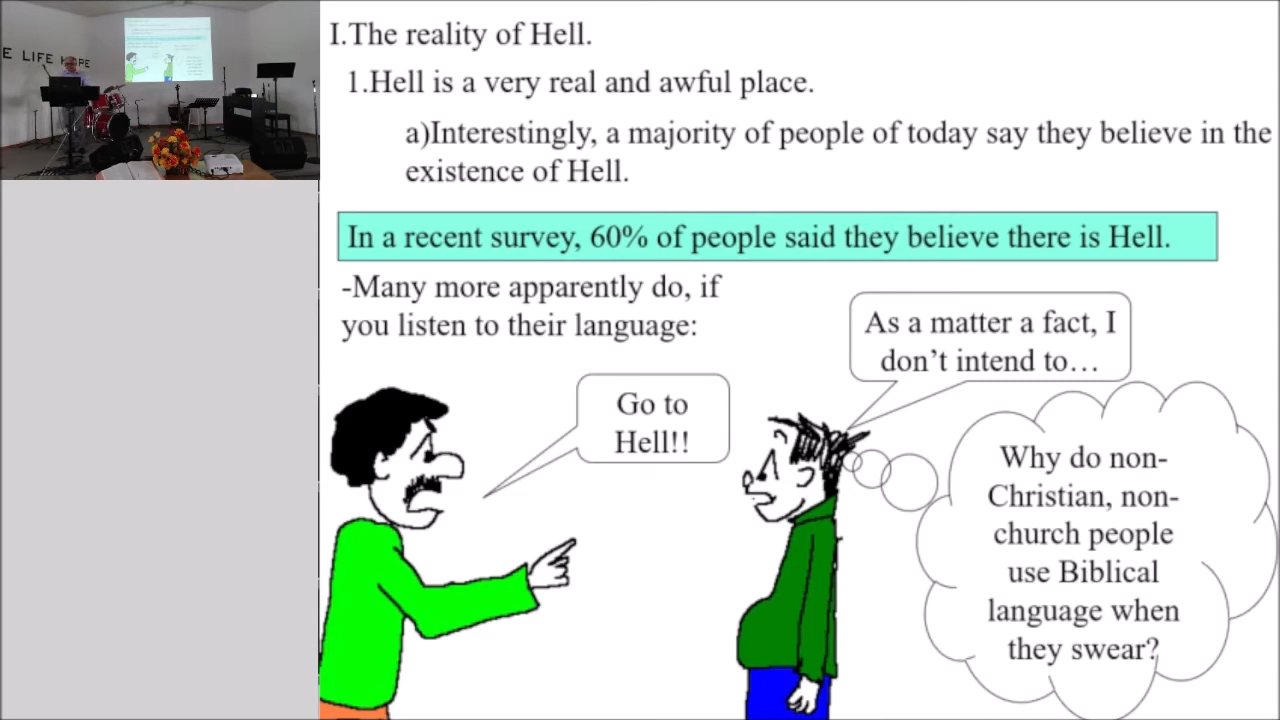 E LIFE HOPE
I.The reality of Hell.
1.Hell is a very real and awful place.
a)Interestingly, a majority of people of today say they believe in the
existence of Hell.
In a recent survey, 60% of people said they believe there is Hell.
-Many more apparently do, if
you listen to their language:
As a matter a fact, I
don’t intend to…
Go to
Hell!!
Why do non-
Christian, non-
church people
use Biblical
language when
they swear?